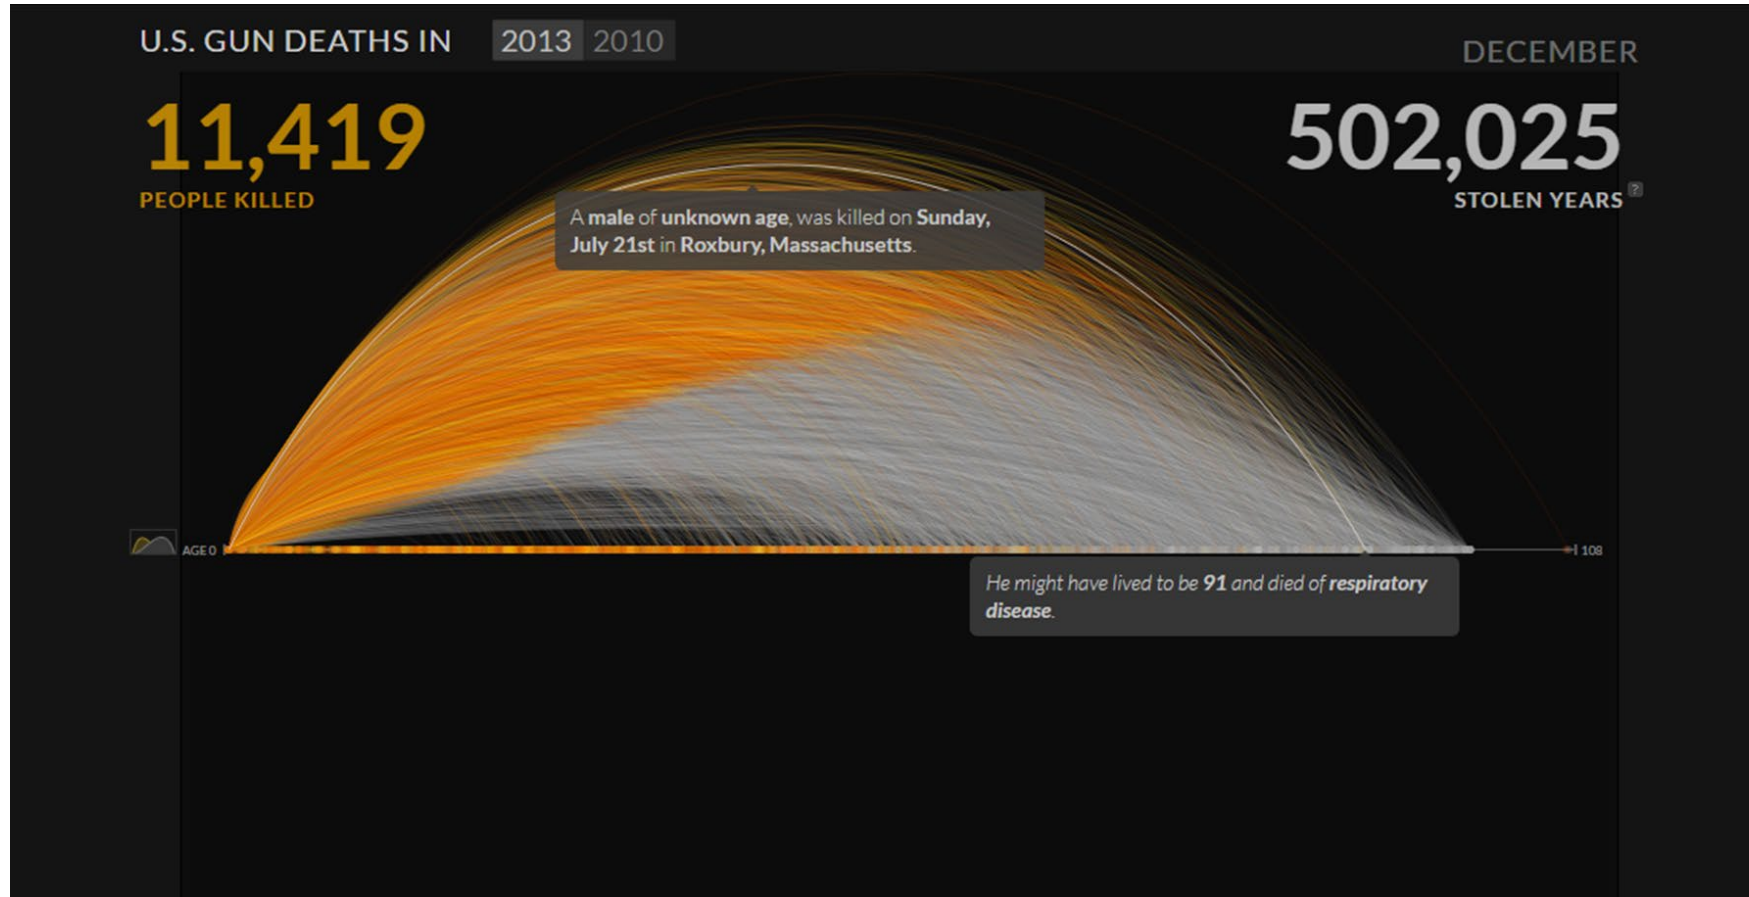 U.S. GUN DEATHS IN 2013 2010
DECEMBER
11,419
PEOPLE KILLED
502,025
STOLEN YEARS ?
A male of unknown age, was killed on Sunday,
July 21st in Roxbury, Massachusetts.
AGE 0
108
He might have lived to be 91 and died of respiratory
disease.